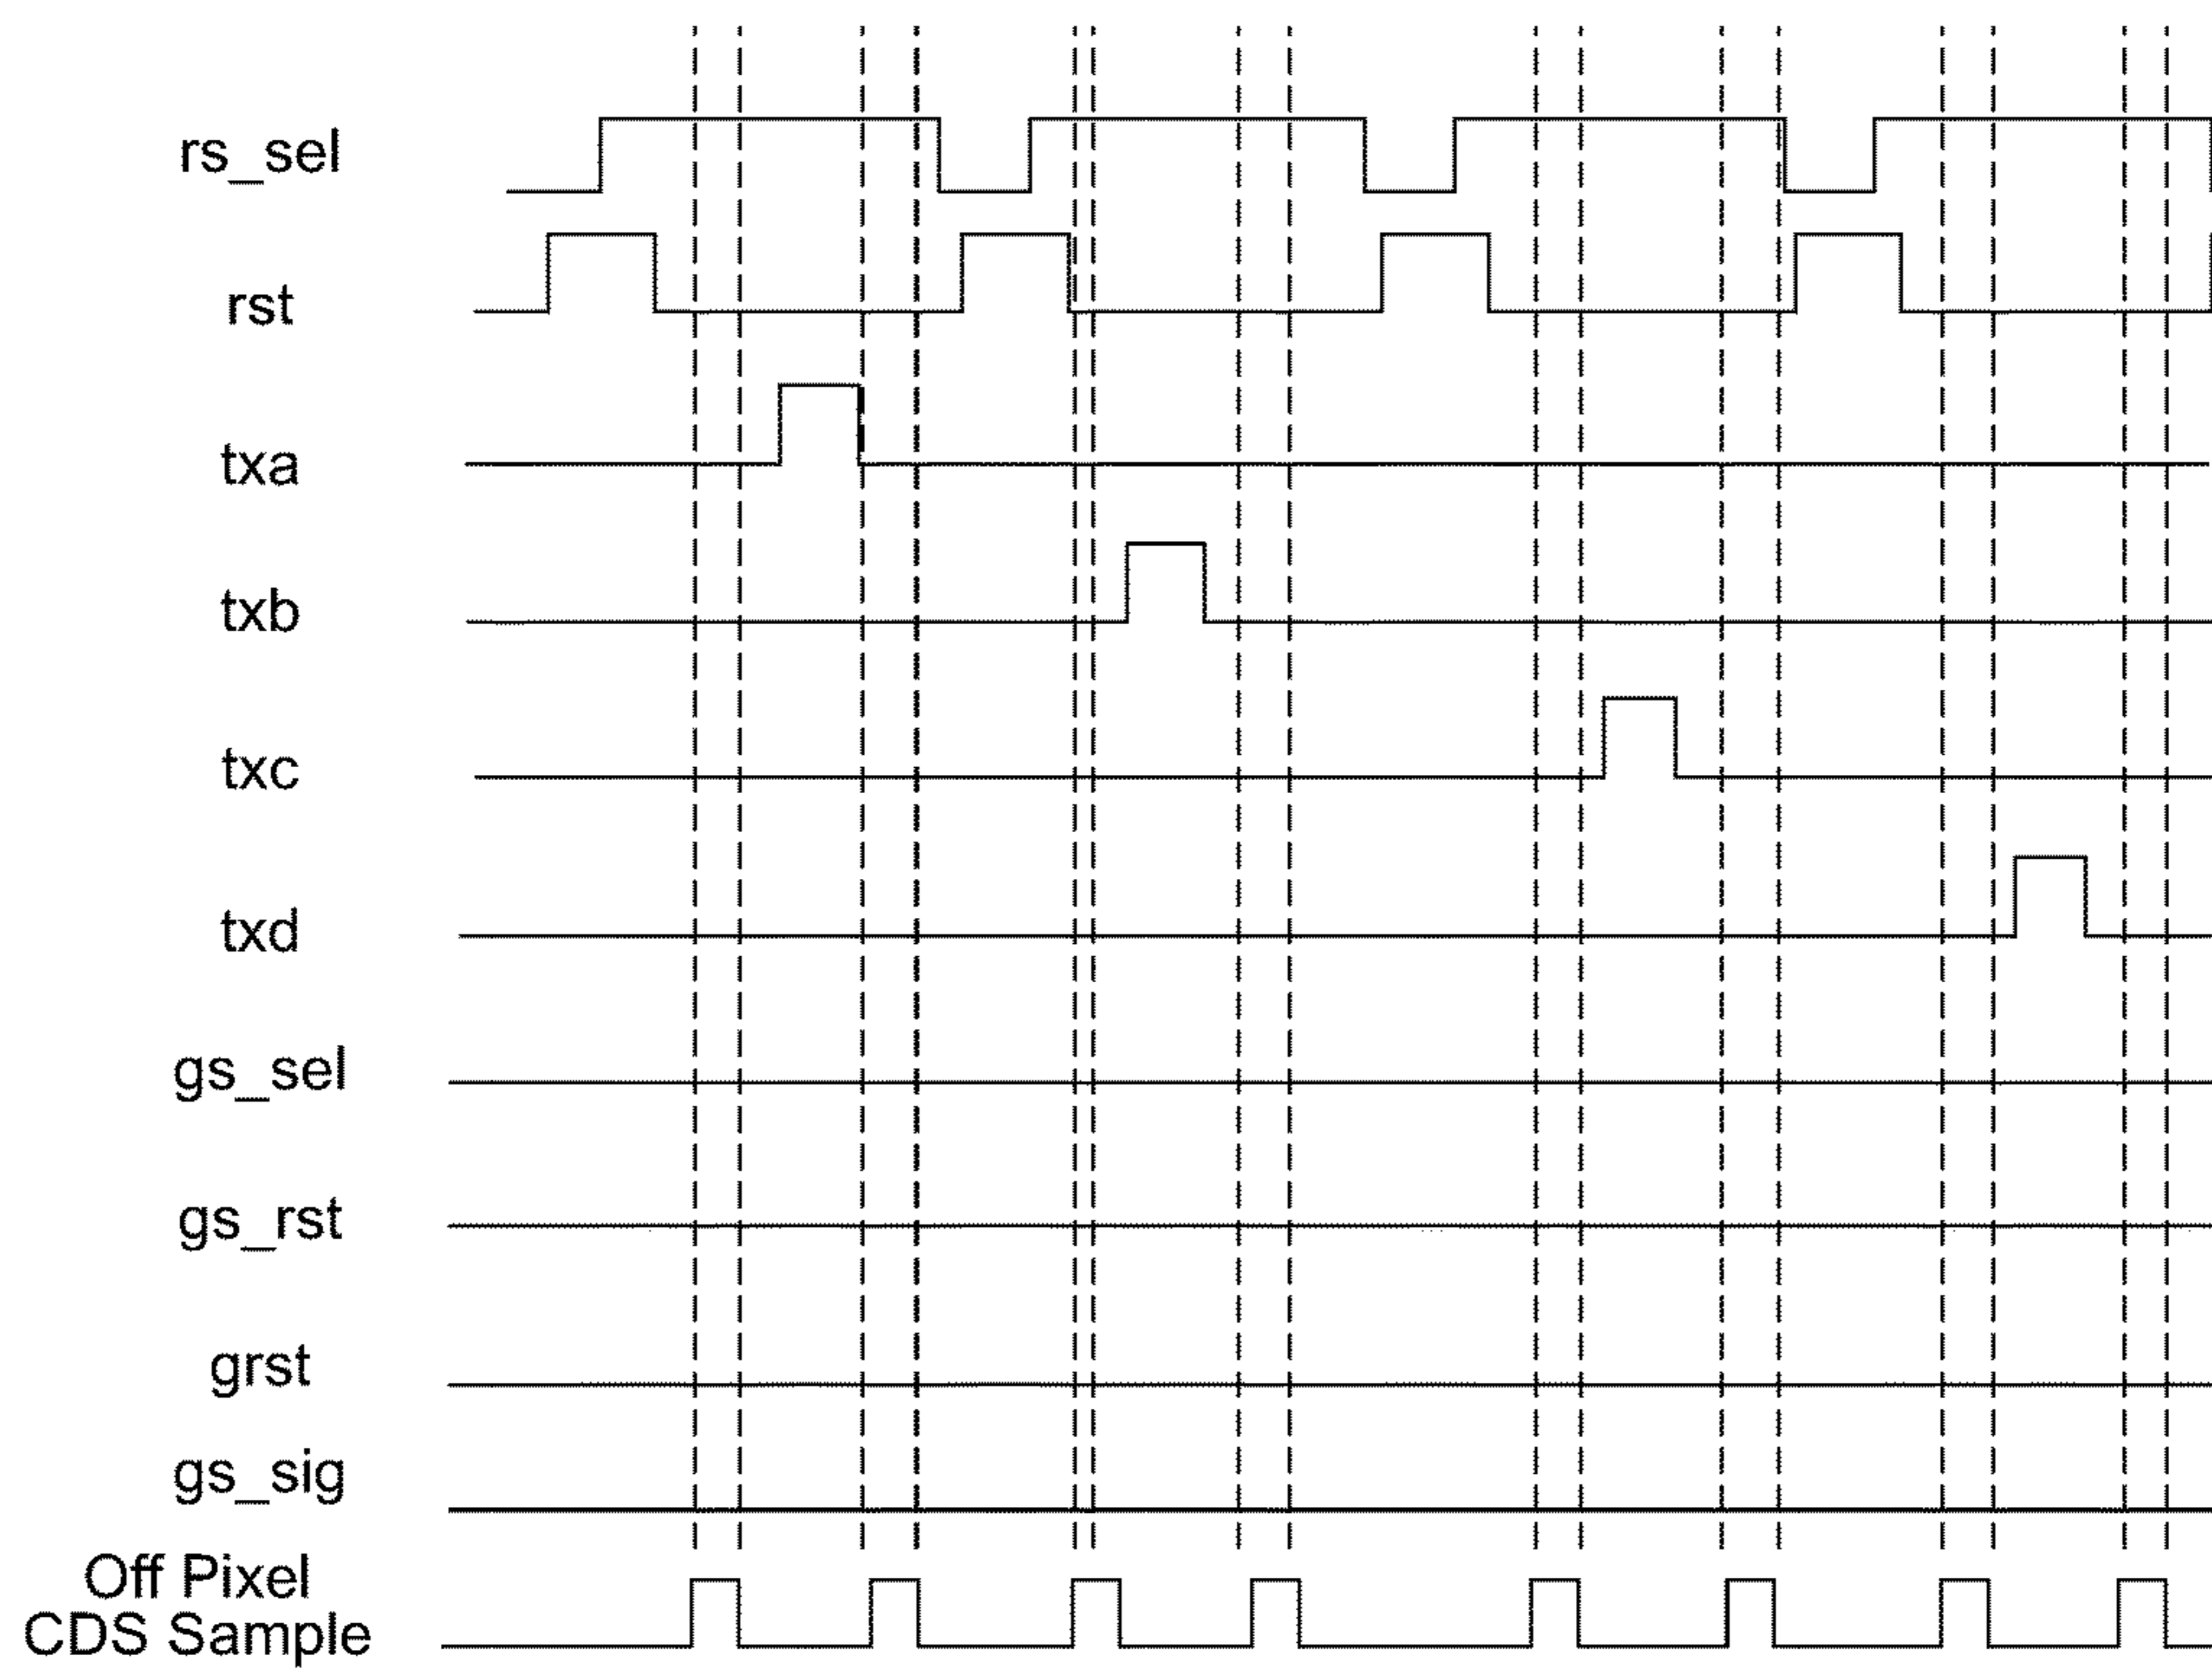 rs_sel
rst
txa
txb
txc
txd
gs_sel
gs_rst
grst
gs_sig
Off Pixel
CDS Sample